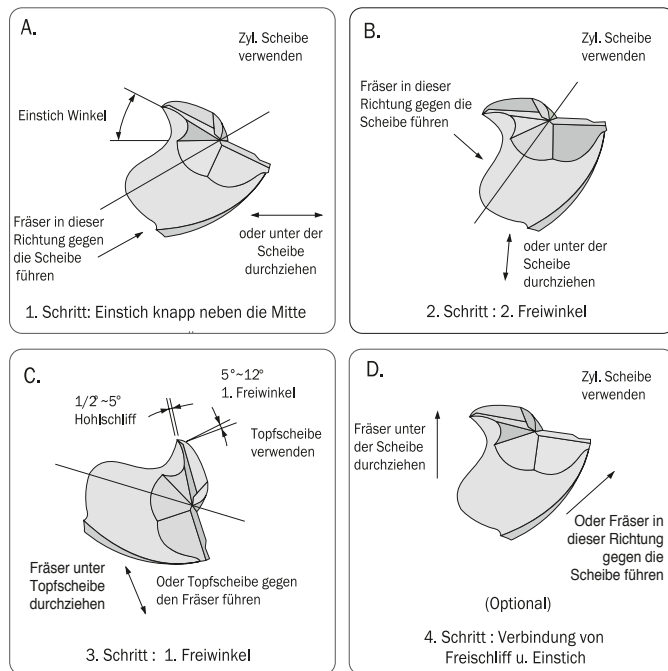 A.
Zyl. Scheibe
verwenden
Einstich Winkel
Fräser in dieser
Richtung gegen
die Scheibe
führen
oder unter der
Scheibe
durchziehen
1. Schritt: Einstich knapp neben die Mitte
B.
Zyl. Scheibe
verwenden
Fräser in dieser
Richtung gegen die
Scheibe führen
oder unter der
Scheibe
durchziehen
2. Schritt : 2. Freiwinkel
C.
1/2°~5°
Hohlschliff
5°~12°
1. Freiwinkel
Topfscheibe
verwenden
Fräser unter
Topfscheibe
durchziehen
Oder Topfscheibe gegen
den Fräser führen
3. Schritt : 1. Freiwinkel
D.
Zyl. Scheibe
verwenden
Fräser unter
der Scheibe
durchziehen
Oder Fräser in
dieser Richtung
gegen die
Scheibe führen
(Optional)
4. Schritt : Verbindung von
Freischliff u. Einstich